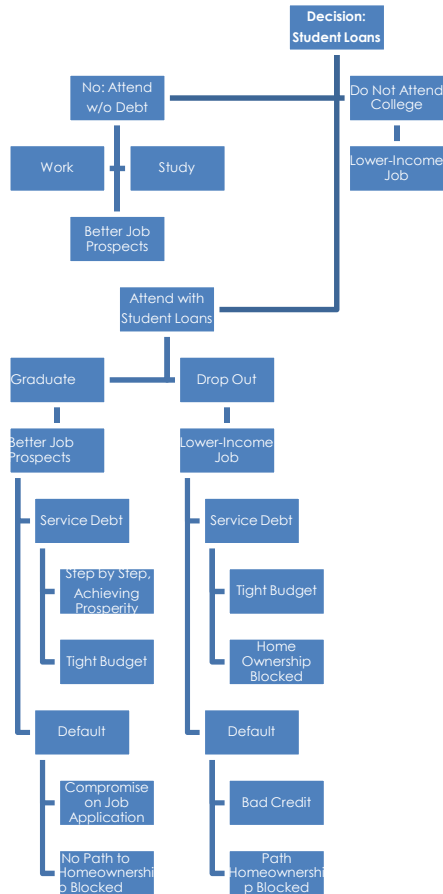 Decision:
Student Loans
No: Attend
w/o Debt
Do Not Attend
College
Work
Study
Lower-Income
Job
Better Job
Prospects
Attend with
Student Loans
Graduate
Drop Out
Better Job
Prospects
Lower-Income
Job
Service Debt
Service Debt
Step by Step,
Achieving
Prosperity
Tight Budget
Tight Budget
Home
Ownership
Blocked
Default
Default
Compromise
on Job
Application
Bad Credit
No Path to
Homeownershi
p Blocked
Path
Homeownershi
p Blocked